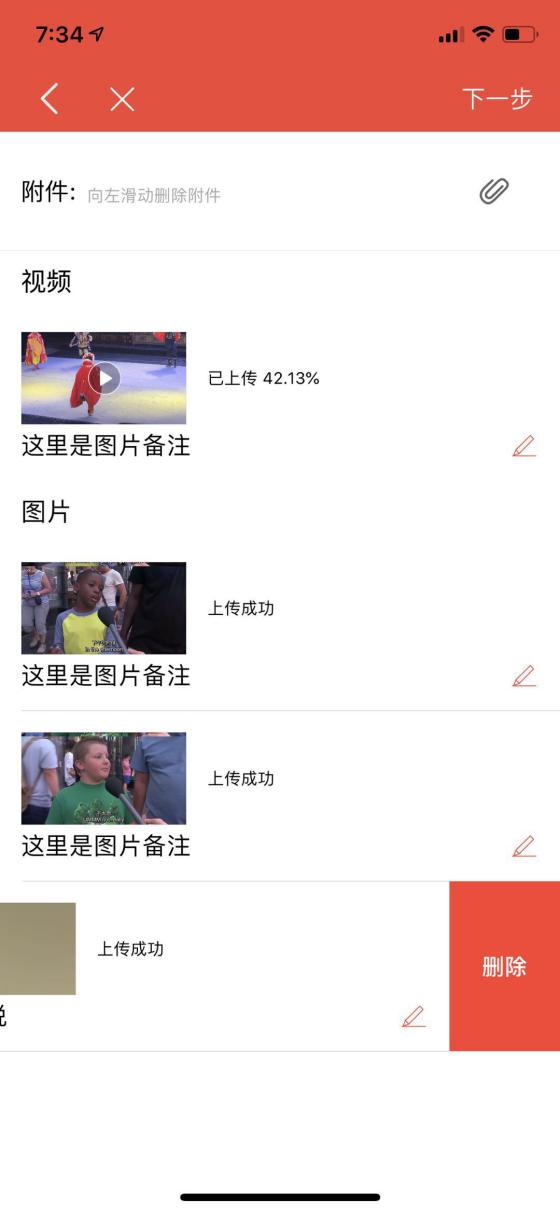 7:34
下一步
附件: 向左滑动删除附件
视频
已上传 42.13%
这里是图片备注
图片
上传成功
这里是图片备注
上传成功
这里是图片备注
上传成功
删除